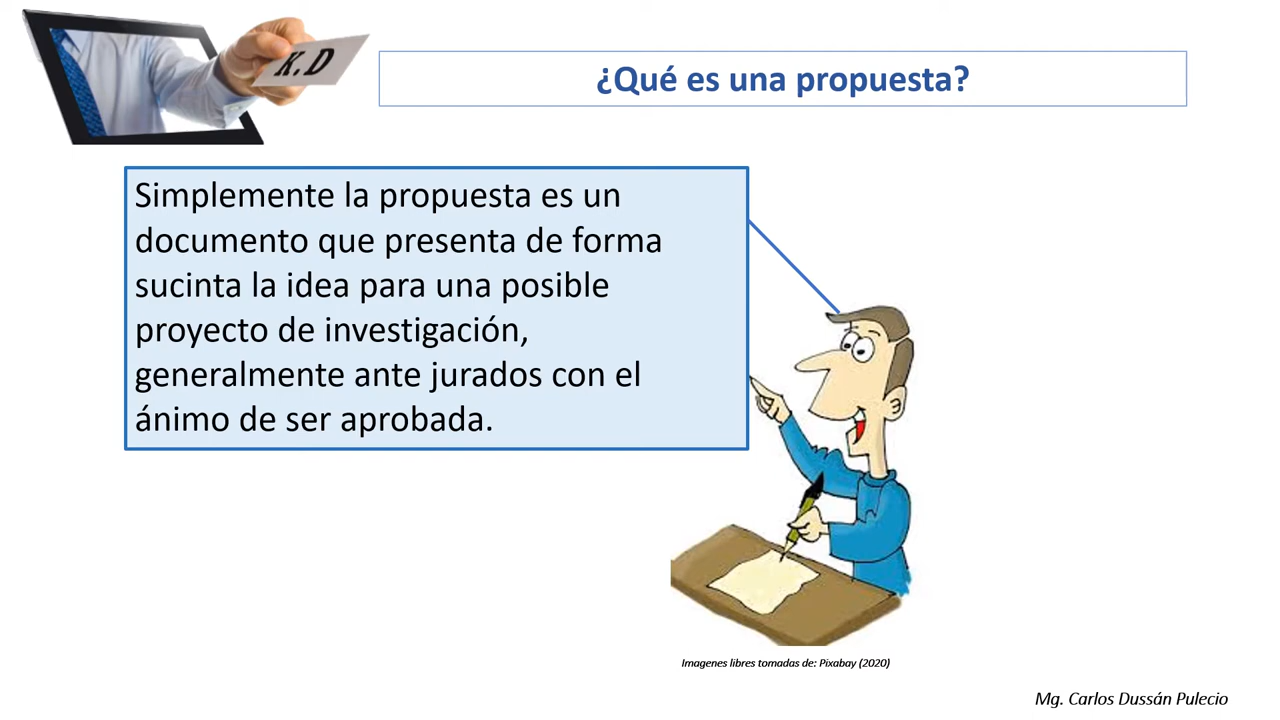 K.D
¿Qué es una propuesta?
Simplemente la propuesta es un
documento que presenta de forma
sucinta la idea para una posible
proyecto de investigación,
generalmente ante jurados con el
ánimo de ser aprobada.
Imagenes libres tomadas de: Pixabay (2020)
Mg. Carlos Dussán Pulecio